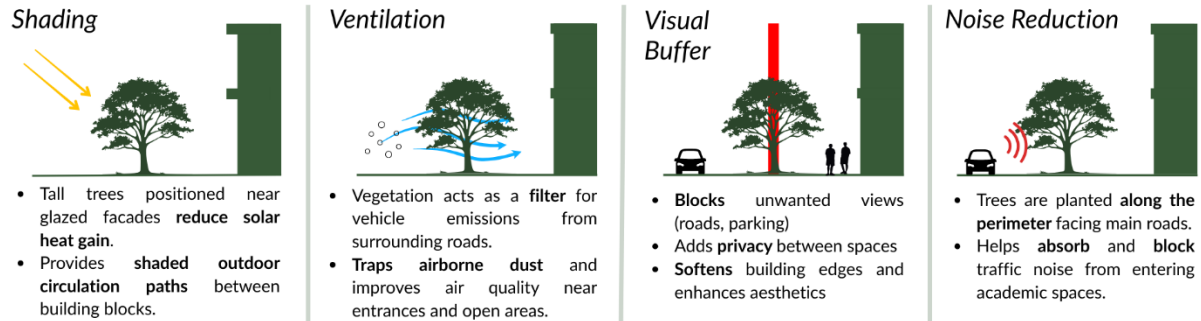 Shading
• Tall trees positioned near
glazed facades reduce solar
heat gain.
• Provides shaded outdoor
circulation paths between
building blocks.
Ventilation
• Vegetation acts as a filter for
vehicle emissions from
surrounding roads.
• Traps airborne dust and
improves air quality near
entrances and open areas.
Visual
Buffer
• Blocks unwanted views
(roads, parking)
• Adds privacy between spaces
• Softens building edges and
enhances aesthetics
Noise Reduction
• Trees are planted along the
perimeter facing main roads.
• Helps absorb and block
traffic noise from entering
academic spaces.